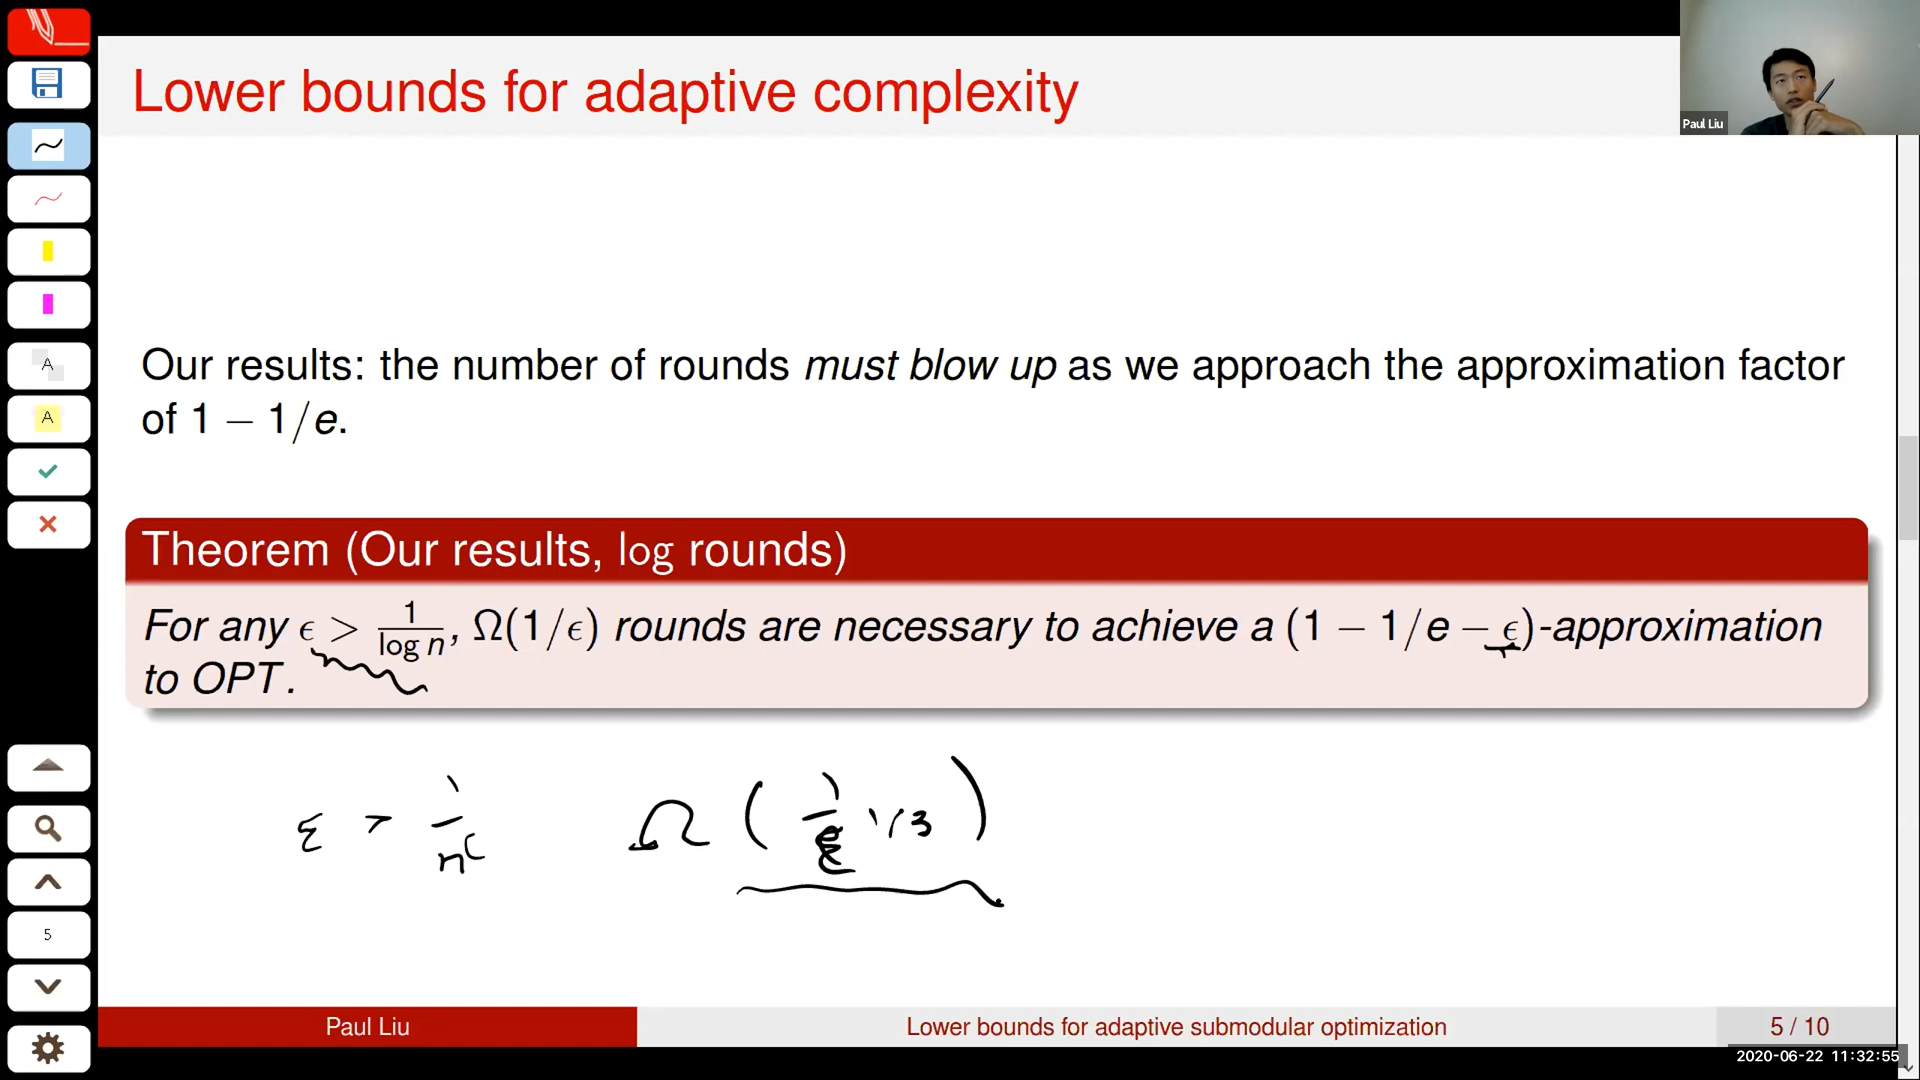 Lower bounds for adaptive complexity
Paul Liu
A
A
Our results: the number of rounds must blow up as we approach the approximation factor
of 1 − 1/e.
Theorem (Our results, log rounds)
For any ϵ > 1/log n, Ω(1/ϵ) rounds are necessary to achieve a (1 − 1/e − ϵ)-approximation
to OPT.
ε > 1/n^c Ω(1/ε^1/3)
5
Paul Liu
Lower bounds for adaptive submodular optimization
5 / 10
2020-06-22 11:32:55